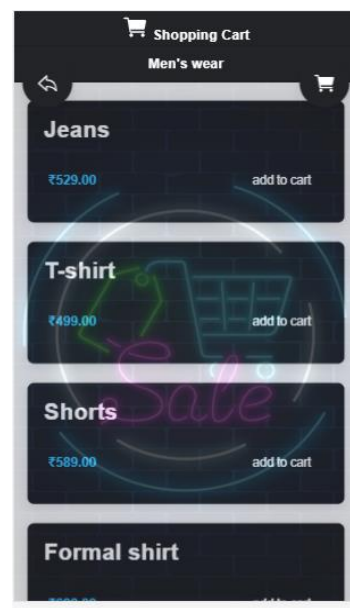 Shopping Cart
Men's wear
Jeans
₹529.00 add to cart
T-shirt
₹499.00 add to cart
Sale
Shorts
₹589.00 add to cart
Formal shirt